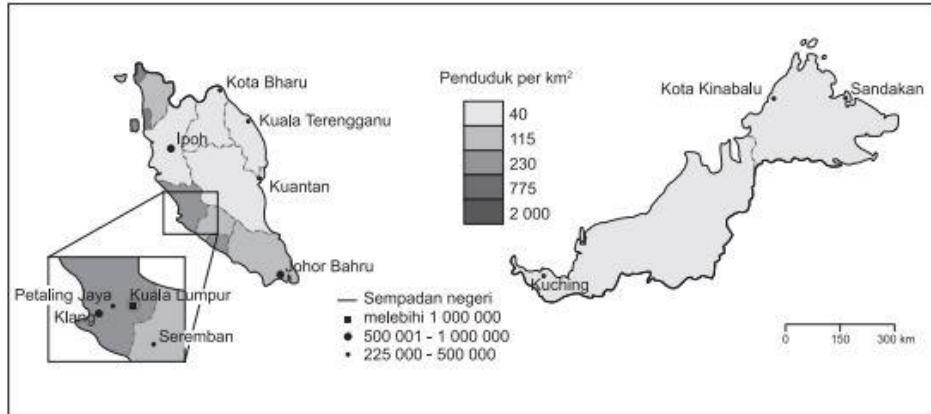 Kota Bharu
Kuala Terengganu
Ipoh
Kuantan
Johor Bahru
Petaling Jaya
Kuala Lumpur
Klang
Seremban
Penduduk per km²
40
115
230
775
2 000
Sempadan negeri
melebihi 1 000 000
500 001 - 1 000 000
225 000 - 500 000
Kota Kinabalu
Sandakan
Kuching
0 150 300 km